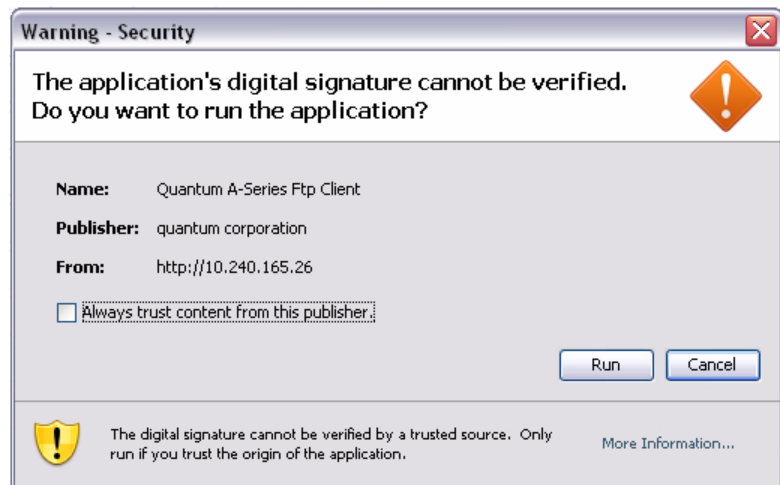 Warning - Security
The application's digital signature cannot be verified.
Do you want to run the application?
Name: Quantum A-Series Ftp Client
Publisher: quantum corporation
From: http://10.240.165.26
Always trust content from this publisher.
Run Cancel
The digital signature cannot be verified by a trusted source. Only
run if you trust the origin of the application.
More Information...